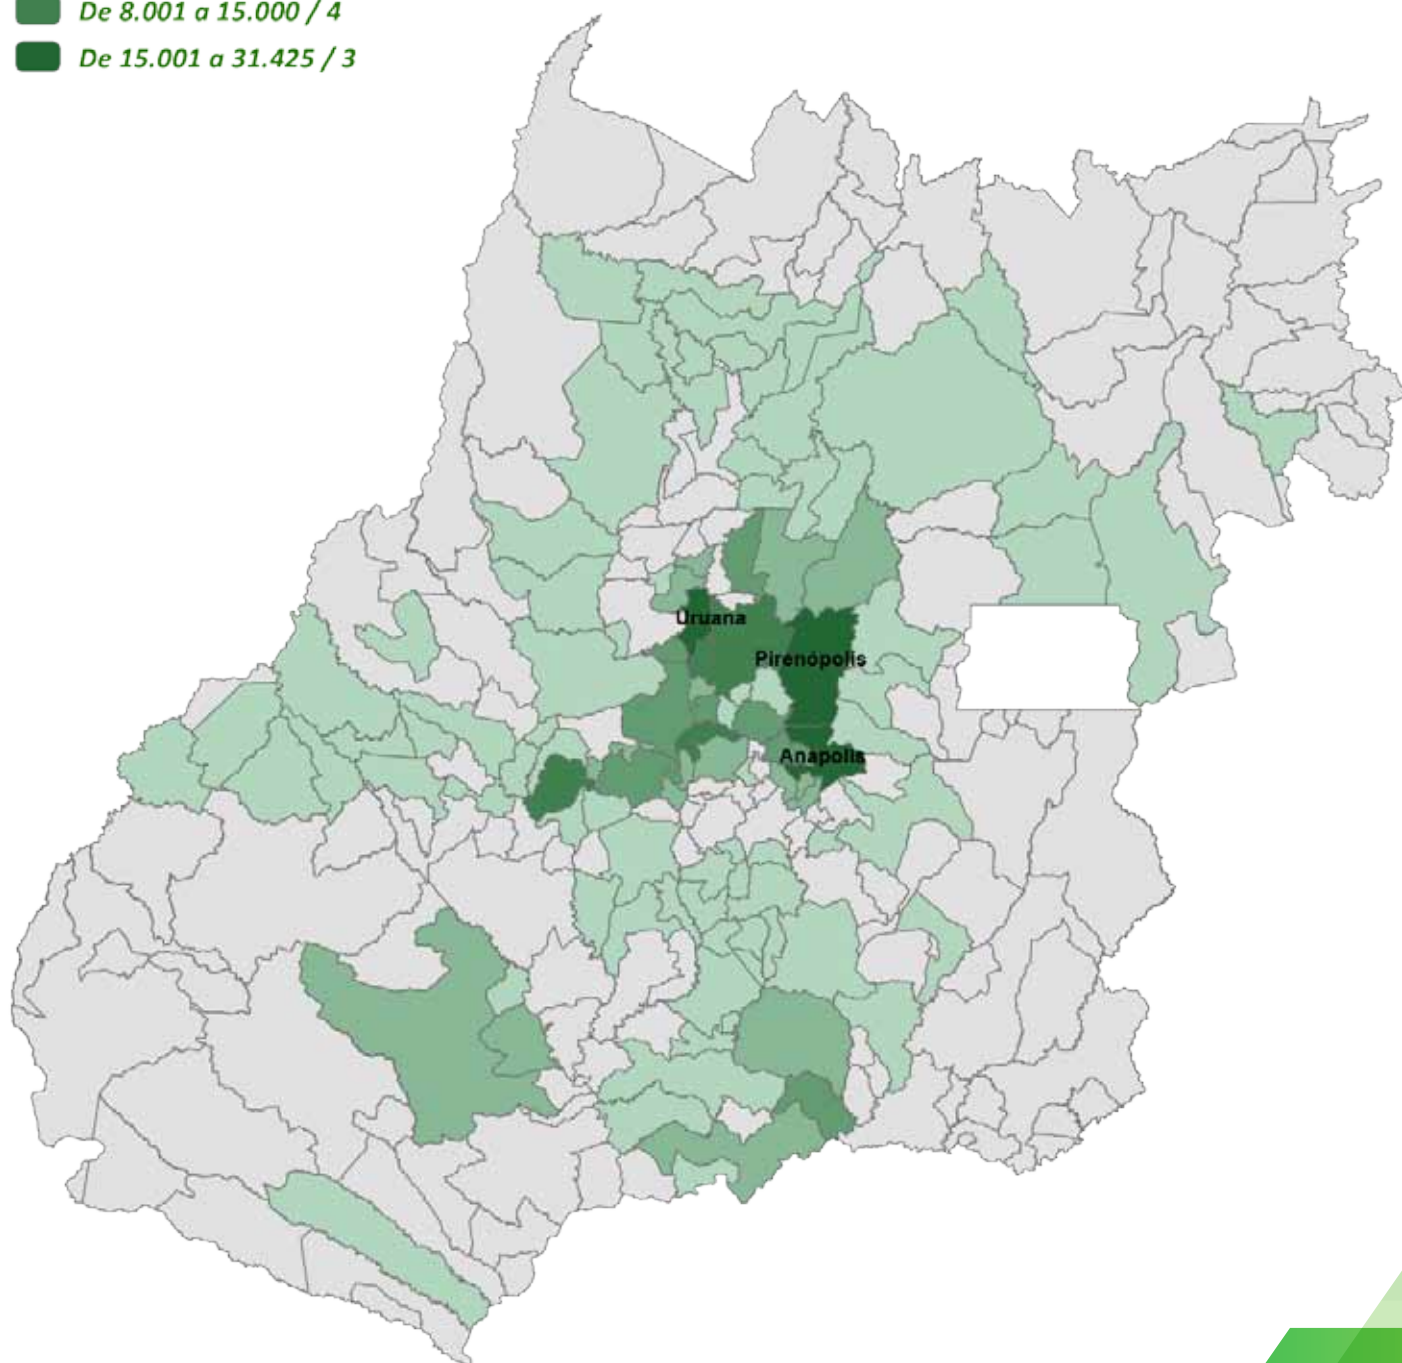 De 8.001 a 15.000 / 4
De 15.001 a 31.425 / 3
Uruana
Pirenópolis
Anapolis